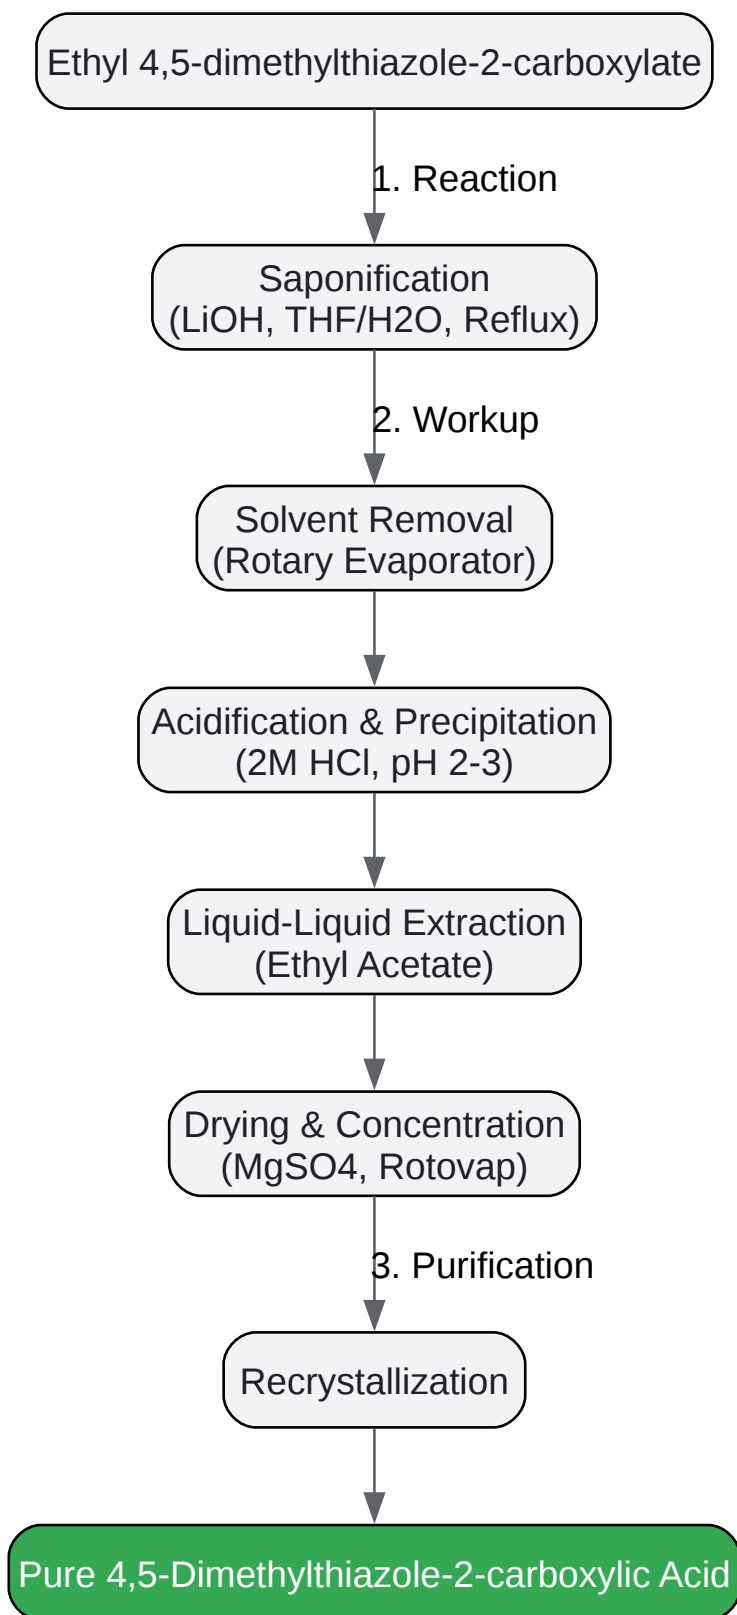 Ethyl 4,5-dimethylthiazole-2-carboxylate
1. Reaction
Saponification
(LiOH, THF/H2O, Reflux)
2. Workup
Solvent Removal
(Rotary Evaporator)
Acidification & Precipitation
(2M HCl, pH 2-3)
Liquid-Liquid Extraction
(Ethyl Acetate)
Drying & Concentration
(MgSO4, Rotovap)
3. Purification
Recrystallization
Pure 4,5-Dimethylthiazole-2-carboxylic Acid